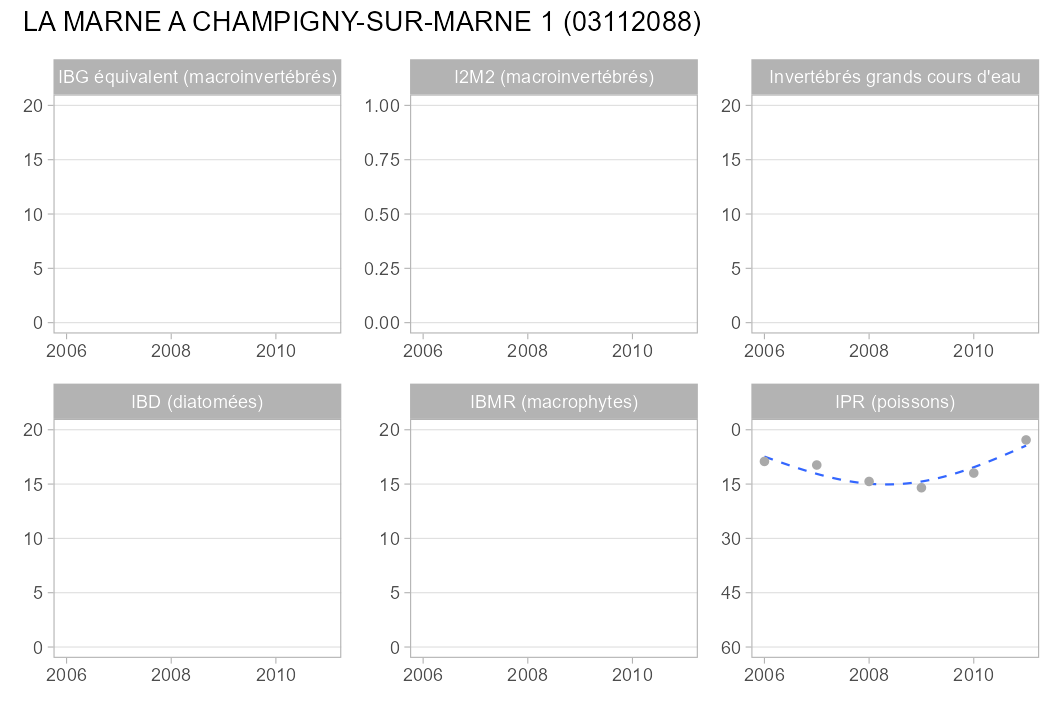 LA MARNE A CHAMPIGNY-SUR-MARNE 1 (03112088)
IBG équivalent (macroinvertébrés)
20
15
10
5
0
2006 2008 2010
I2M2 (macroinvertébrés)
1.00
0.75
0.50
0.25
0.00
2006 2008 2010
Invertébrés grands cours d'eau
20
15
10
5
0
2006 2008 2010
IBD (diatomées)
20
15
10
5
0
2006 2008 2010
IBMR (macrophytes)
20
15
10
5
0
2006 2008 2010
IPR (poissons)
0
15
30
45
60
2006 2008 2010